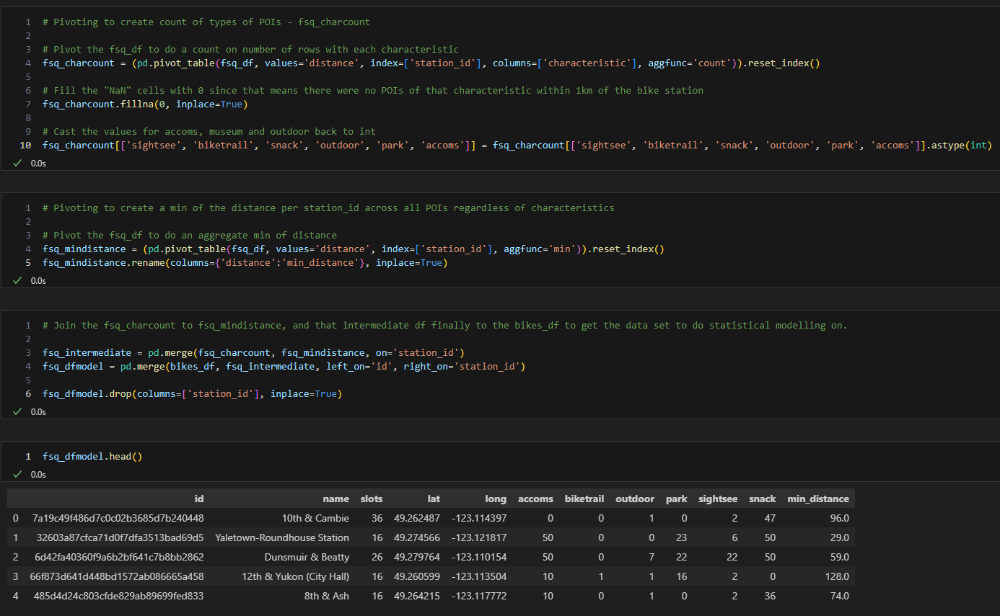 1 # Pivoting to create count of types of POIs - fsq_charcount
2
3 # Pivot the fsq_df to do a count on number of rows with each characteristic
4 fsq_charcount = (pd.pivot_table(fsq_df, values='distance', index=['station_id'], columns=['characteristic'], aggfunc='count')).reset_index()
5
6 # Fill the "NaN" cells with 0 since that means there were no POIs of that characteristic within 1km of the bike station
7 fsq_charcount.fillna(0, inplace=True)
8
9 # Cast the values for accoms, museum and outdoor back to int
10 fsq_charcount[['sightsee', 'biketrail', 'snack', 'outdoor', 'park', 'accoms']] = fsq_charcount[['sightsee', 'biketrail', 'snack', 'outdoor', 'park', 'accoms']].astype(int)
✓ 0.0s
1 # Pivoting to create a min of the distance per station_id across all POIs regardless of characteristics
2
3 # Pivot the fsq_df to do an aggregate min of distance
4 fsq_mindistance = (pd.pivot_table(fsq_df, values='distance', index=['station_id'], aggfunc='min')).reset_index()
5 fsq_mindistance.rename(columns={'distance':'min_distance'}, inplace=True)
✓ 0.0s
1 # Join the fsq_charcount to fsq_mindistance, and that intermediate df finally to the bikes_df to get the data set to do statistical modelling on.
2
3 fsq_intermediate = pd.merge(fsq_charcount, fsq_mindistance, on='station_id')
4 fsq_dfmodel = pd.merge(bikes_df, fsq_intermediate, left_on='id', right_on='station_id')
5
6 fsq_dfmodel.drop(columns=['station_id'], inplace=True)
✓ 0.0s
1 fsq_dfmodel.head()
✓ 0.0s
id name slots lat long accoms biketrail outdoor park sightsee snack min_distance
0 7a19c49f486d7c0c02b3685d7b240448 10th & Cambie 36 49.262487 -123.114397 0 0 1 0 2 47 96.0
1 32603a87cfca71d0f7dfa3513bad69d5 Yaletown-Roundhouse Station 16 49.274566 -123.121817 50 0 0 23 6 50 29.0
2 6d42fa40360f9a6b2bf641c7b8bb2862 Dunsmuir & Beatty 26 49.279764 -123.110154 50 0 7 22 22 50 59.0
3 66f873d641d448bd1572ab086665a458 12th & Yukon (City Hall) 16 49.260599 -123.113504 10 1 1 16 2 0 128.0
4 485d4d24c803cfde829ab89699fed833 8th & Ash 16 49.264215 -123.117772 10 0 1 0 2 36 74.0